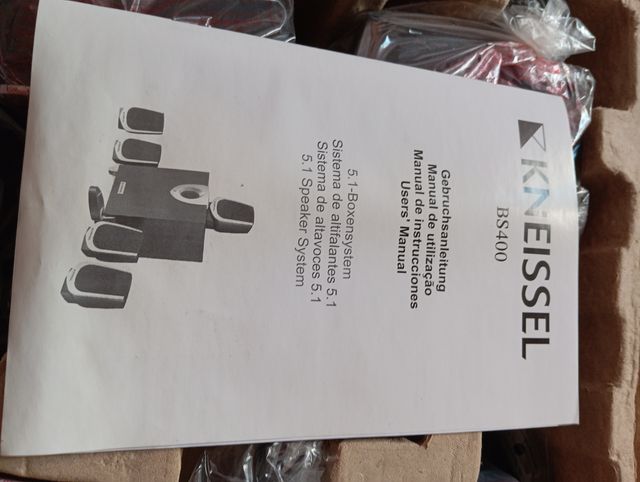 KNEISSEL
BS400
Gebruchsanleitung
Manual de utilização
Manual de instrucciones
Users' Manual
5.1-Boxensystem
Sistema de altifalantes 5.1
Sistema de altavoces 5.1
5.1 Speaker System